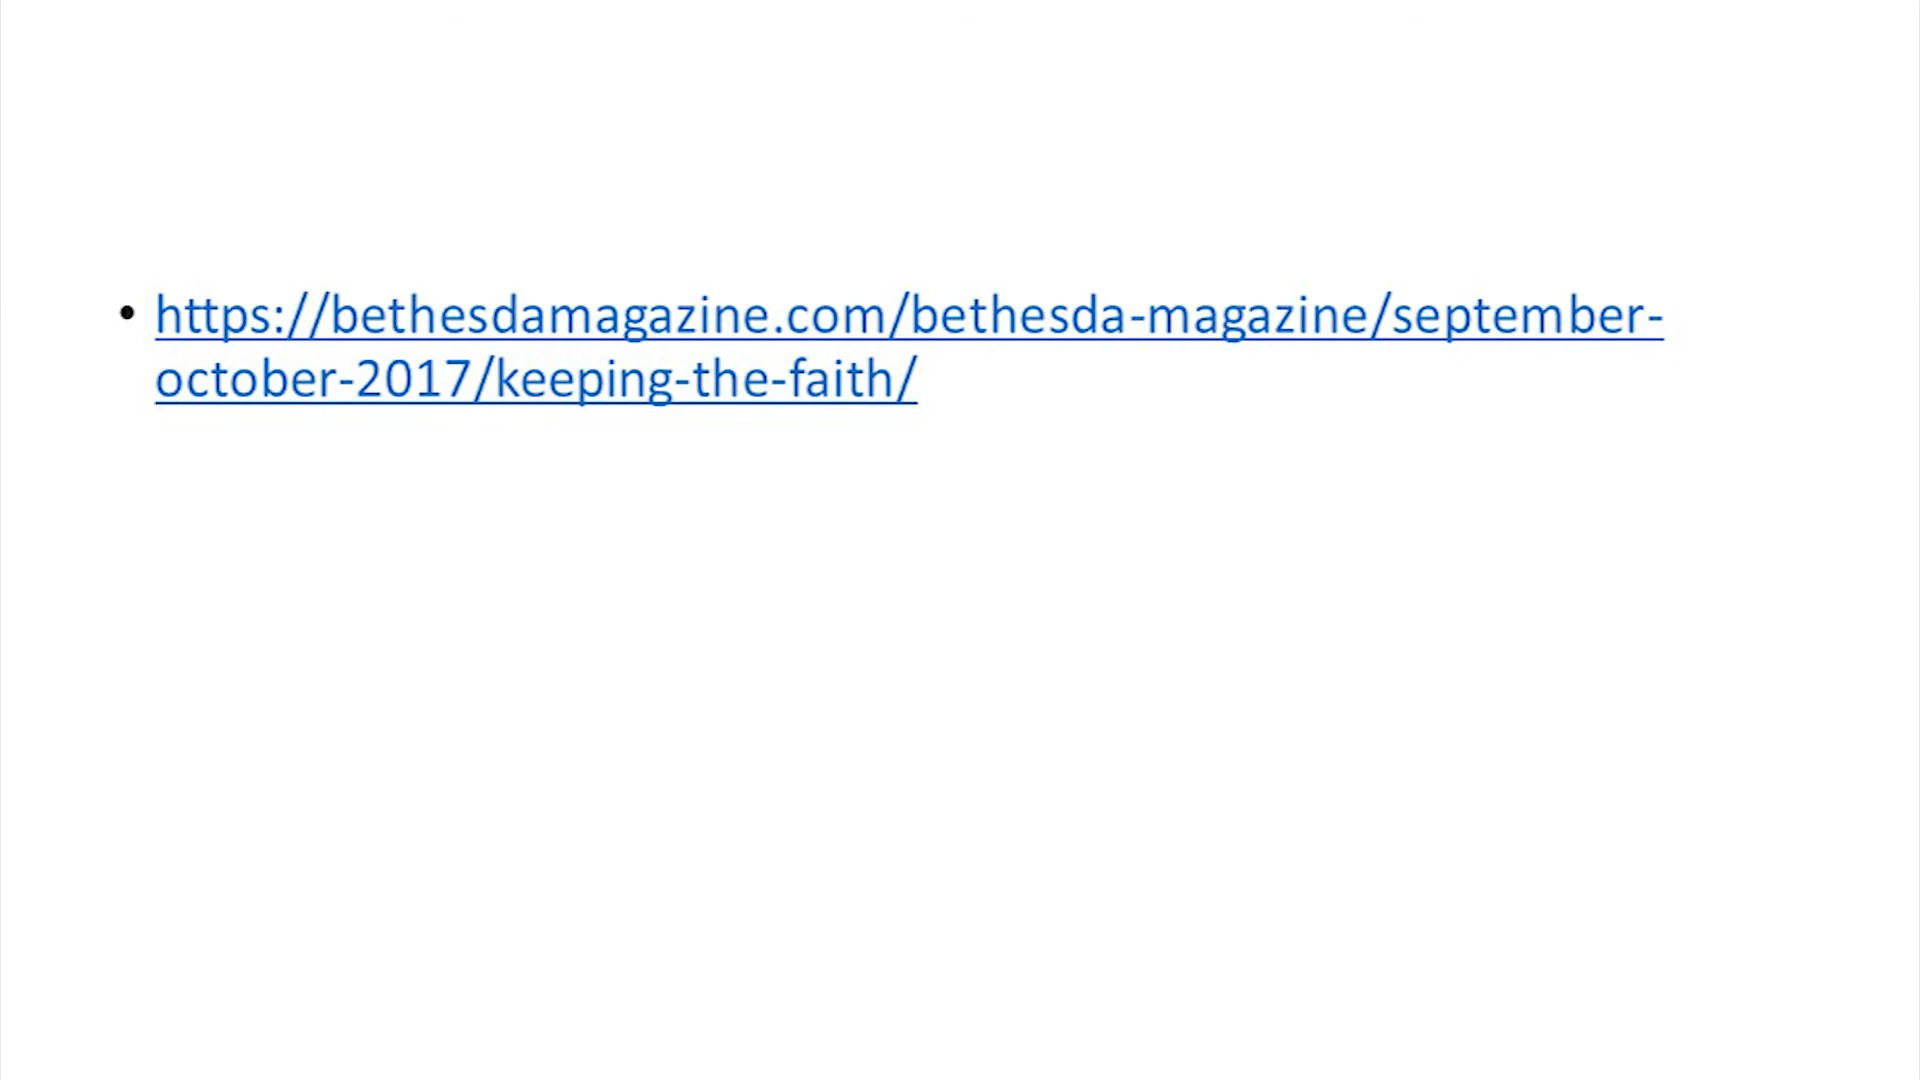 • https://bethesdamagazine.com/bethesda-magazine/september-
october-2017/keeping-the-faith/